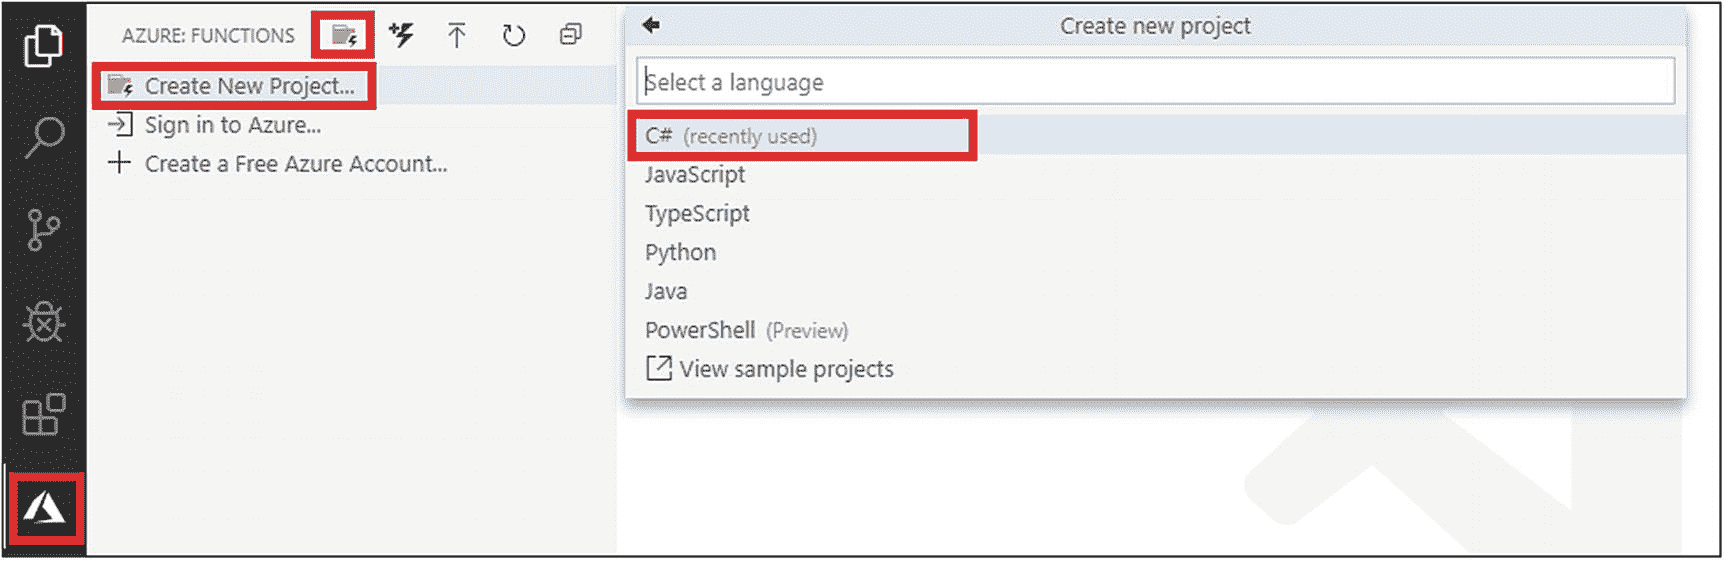 AZURE: FUNCTIONS
Create New Project...
Sign in to Azure...
Create a Free Azure Account...
Create new project
Select a language
C# (recently used)
JavaScript
TypeScript
Python
Java
PowerShell (Preview)
View sample projects